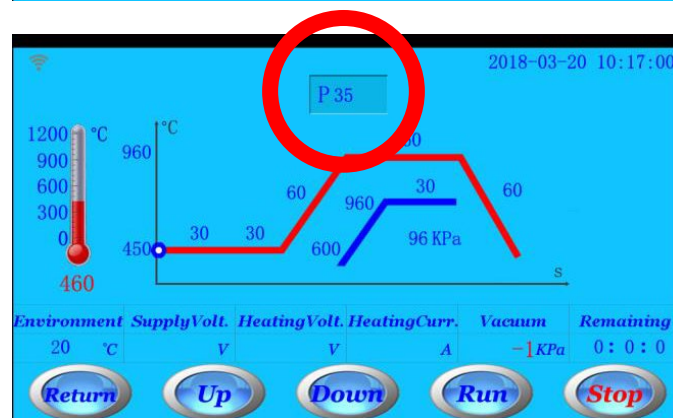 2018-03-20 10:17:00
P 35
1200 °C
900
600
300
0
460
°C
960
450
30
30
60
60
960
30
600
96 KPa
60
s
Environment SupplyVolt. HeatingVolt. HeatingCurr. Vacuum Remaining
20 °C V V A -1KPa 0: 0: 0
Return Up Down Run Stop